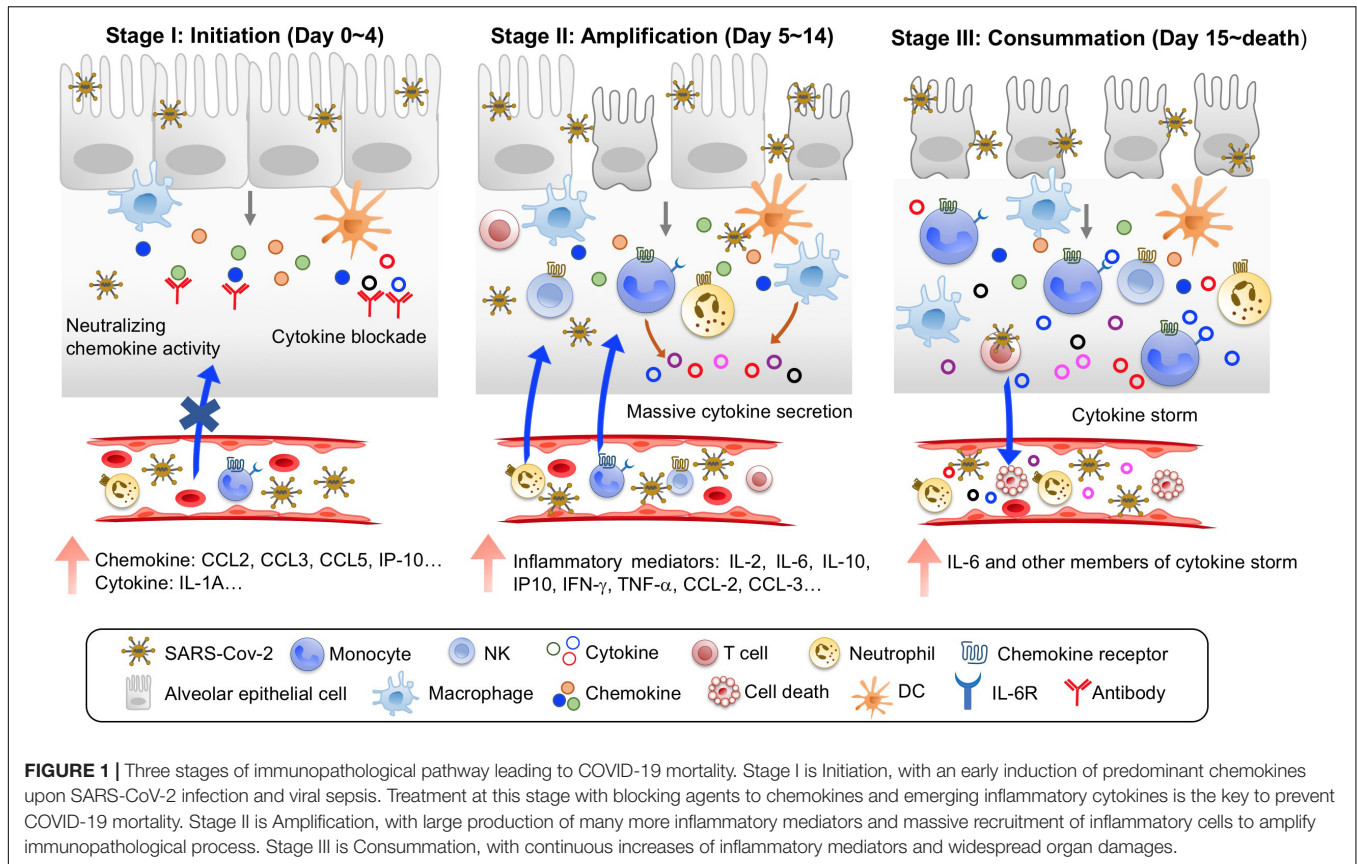 Stage I: Initiation (Day 0~4)
Stage II: Amplification (Day 5~14)
Stage III: Consummation (Day 15~death)
Neutralizing
chemokine activity
Cytokine blockade
Massive cytokine secretion
Cytokine storm
Chemokine: CCL2, CCL3, CCL5, IP-10…
Cytokine: IL-1A…
Inflammatory mediators: IL-2, IL-6, IL-10,
IP10, IFN-γ, TNF-α, CCL-2, CCL-3…
IL-6 and other members of cytokine storm
SARS-Cov-2
Monocyte
NK
Cytokine
T cell
Neutrophil
Chemokine receptor
Alveolar epithelial cell
Macrophage
Chemokine
Cell death
DC
IL-6R
Antibody
FIGURE 1 | Three stages of immunopathological pathway leading to COVID-19 mortality. Stage I is Initiation, with an early induction of predominant chemokines
upon SARS-CoV-2 infection and viral sepsis. Treatment at this stage with blocking agents to chemokines and emerging inflammatory cytokines is the key to prevent
COVID-19 mortality. Stage II is Amplification, with large production of many more inflammatory mediators and massive recruitment of inflammatory cells to amplify
immunopathological process. Stage III is Consummation, with continuous increases of inflammatory mediators and widespread organ damages.